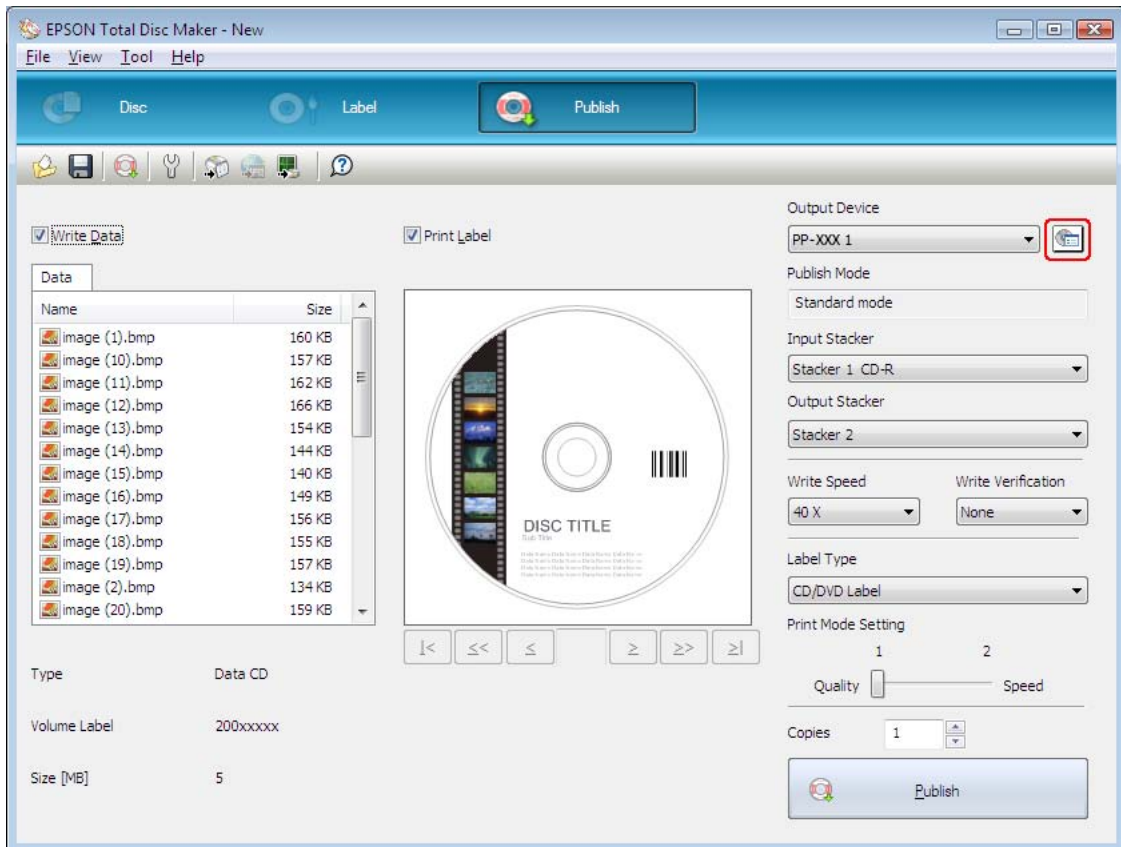 EPSON Total Disc Maker - New
File View Tool Help
Disc Label Publish
Write Data
Print Label
Output Device
PP-XXX 1
Publish Mode
Standard mode
Input Stacker
Stacker 1 CD-R
Output Stacker
Stacker 2
Write Speed Write Verification
40 X None
Label Type
CD/DVD Label
Print Mode Setting
1 2
Quality Speed
Copies 1
Publish
Data
Name Size
image (1).bmp 160 KB
image (10).bmp 157 KB
image (11).bmp 162 KB
image (12).bmp 166 KB
image (13).bmp 154 KB
image (14).bmp 144 KB
image (15).bmp 140 KB
image (16).bmp 149 KB
image (17).bmp 156 KB
image (18).bmp 155 KB
image (19).bmp 157 KB
image (2).bmp 134 KB
image (20).bmp 159 KB
DISC TITLE
Sub Title
|< << < > >> >|
Type Data CD
Volume Label 200xxxxx
Size [MB] 5